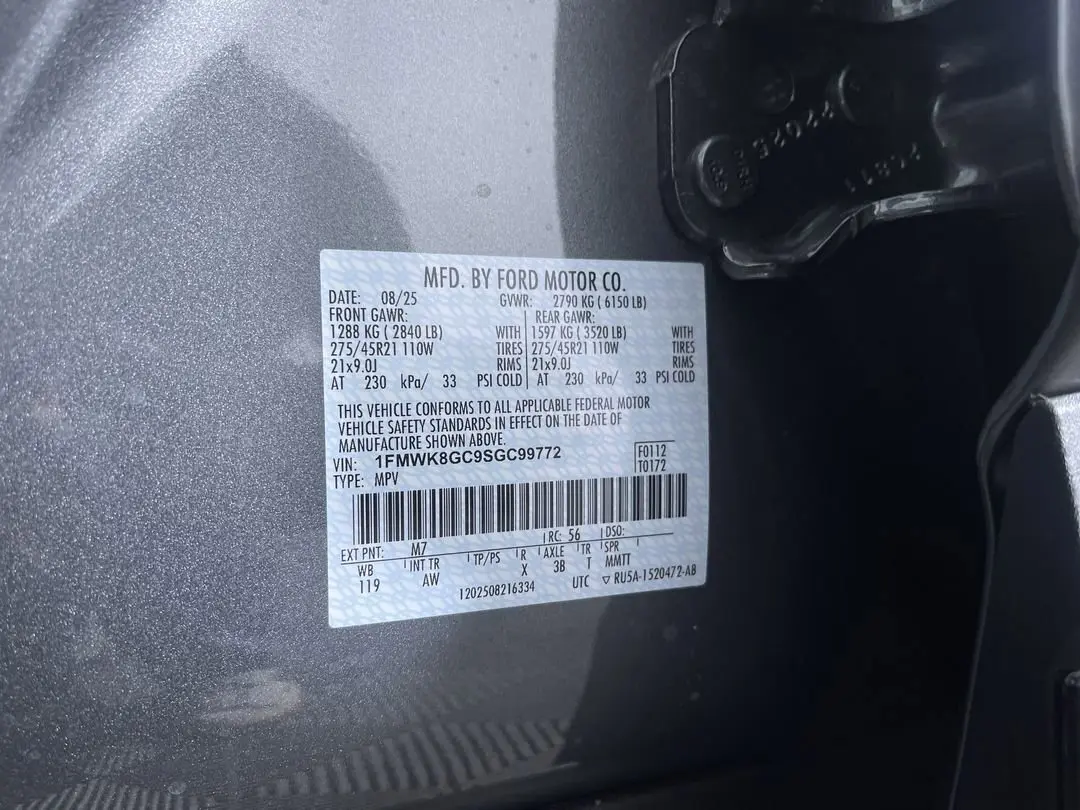 MFD. BY FORD MOTOR CO.
DATE: 08/25 GVWR: 2790 KG ( 6150 LB)
FRONT GAWR: REAR GAWR:
1288 KG ( 2840 LB) WITH 1597 KG ( 3520 LB) WITH
275/45R21 110W TIRES 275/45R21 110W TIRES
21x9.0J RIMS 21x9.0J RIMS
AT 230 kPa/ 33 PSI COLD AT 230 kPa/ 33 PSI COLD
THIS VEHICLE CONFORMS TO ALL APPLICABLE FEDERAL MOTOR
VEHICLE SAFETY STANDARDS IN EFFECT ON THE DATE OF
MANUFACTURE SHOWN ABOVE.
VIN: 1FMWK8GC9SGC99772 F0112
TYPE: MPV T0172
EXT PNT: M7 RC: 56 DSO:
WB INT TR TP/PS R AXLE TR SPR
119 AW X 3B T MMTT
1202508216334 UTC ▽ RU5A-1520472-AB